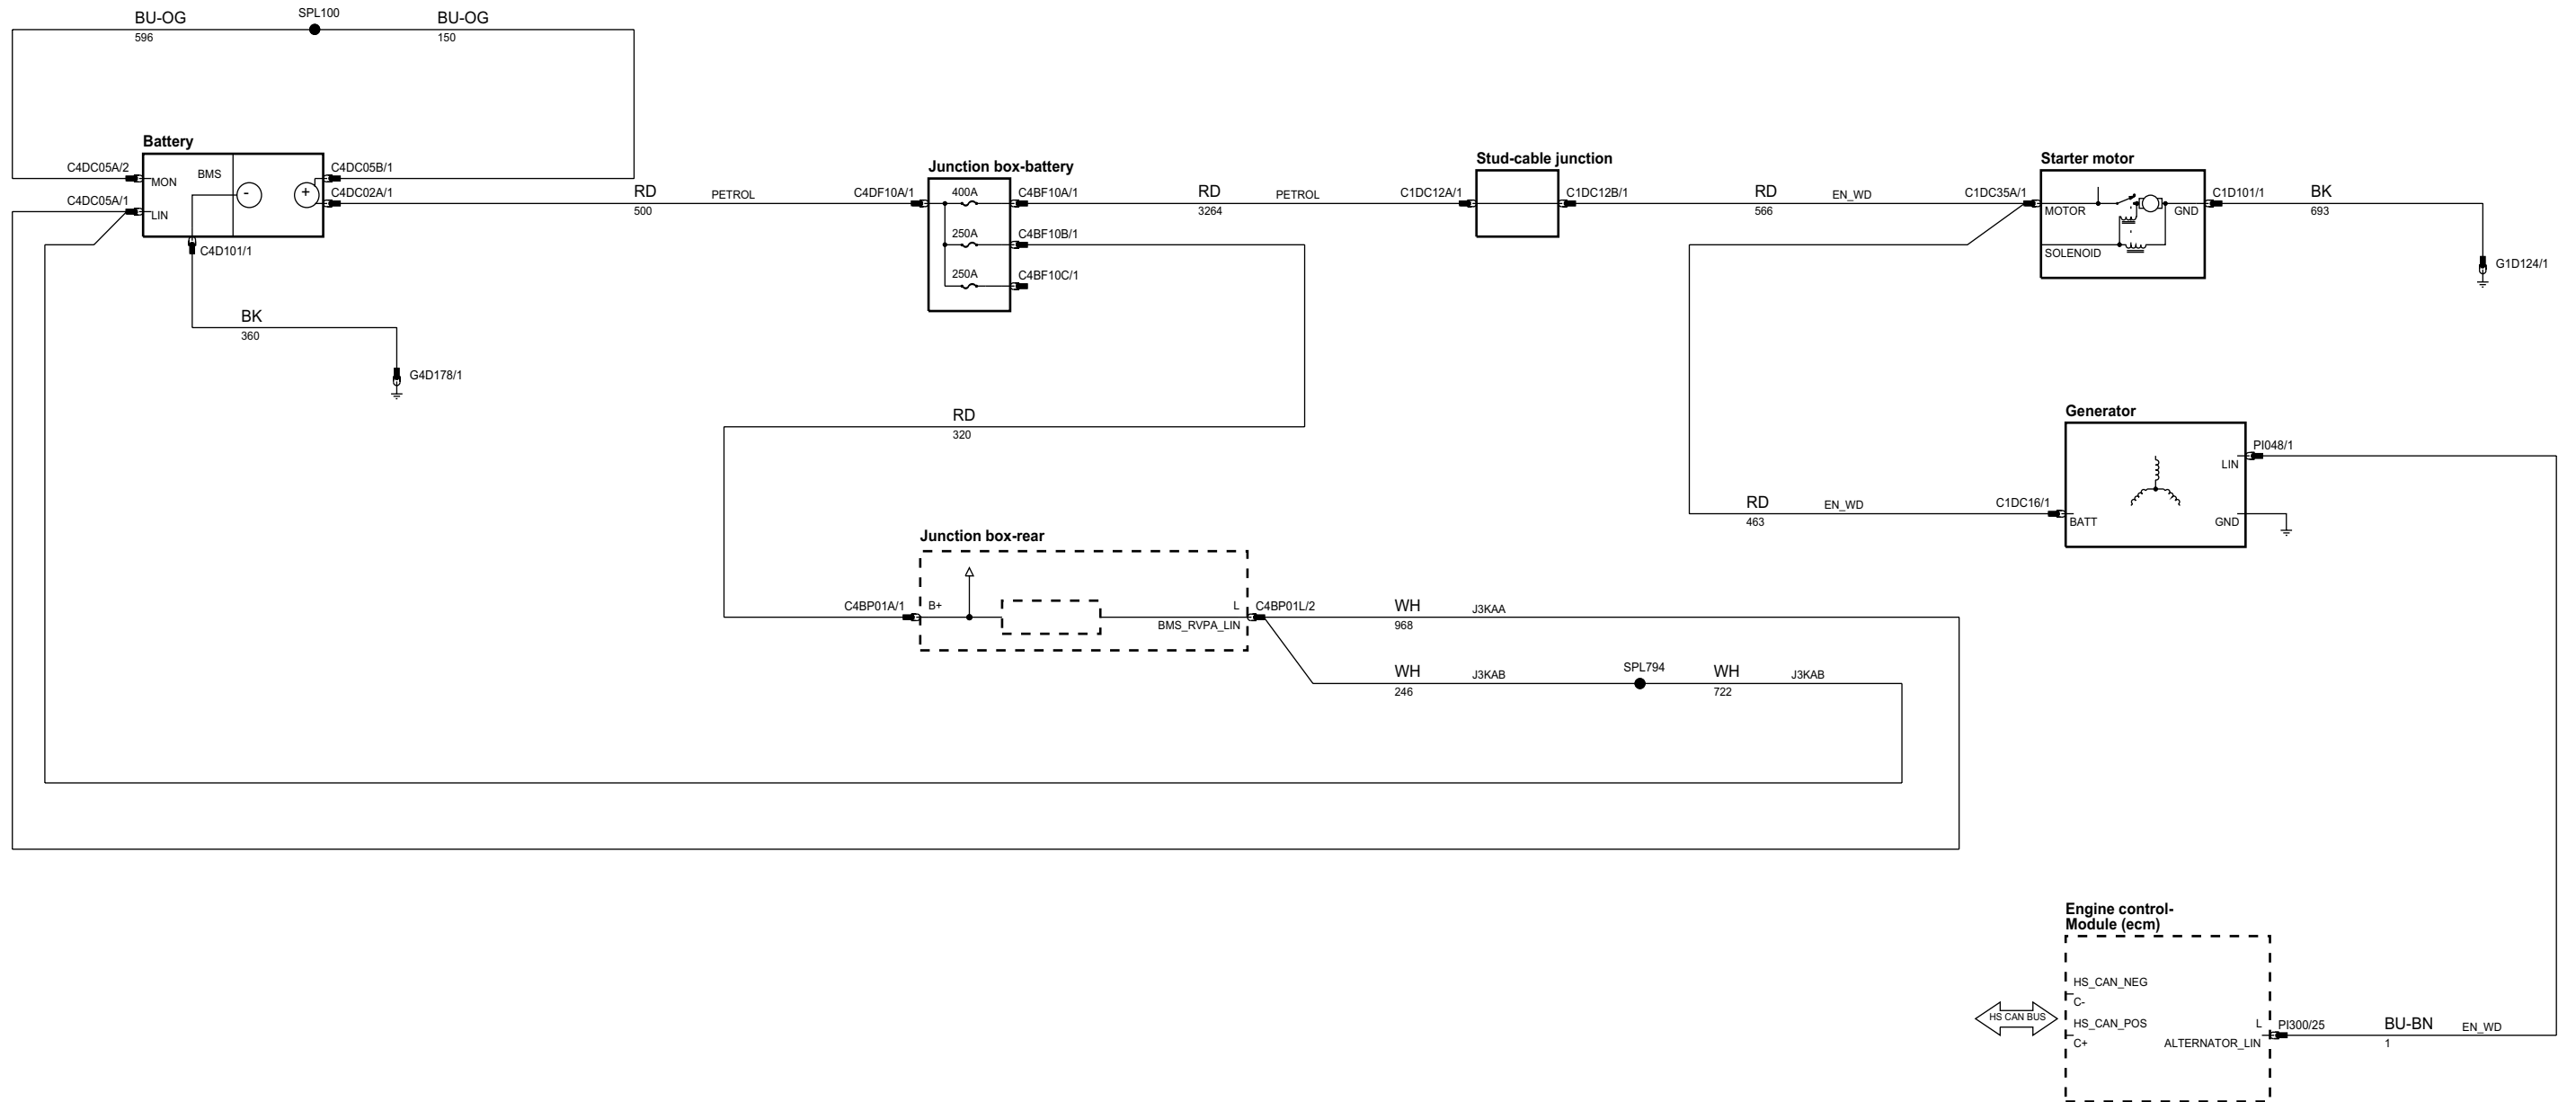 BU-OG
SPL100
BU-OG
596
150
Battery
C4DC05A/2
MON
BMS
-
+
C4DC05B/1
C4DC05A/1
LIN
C4DC02A/1
C4D101/1
RD
PETROL
500
BK
360
G4D178/1
Junction box-battery
C4DF10A/1
400A
C4BF10A/1
250A
C4BF10B/1
250A
C4BF10C/1
RD
PETROL
3264
Stud-cable junction
C1DC12A/1
C1DC12B/1
RD
EN_WD
566
Starter motor
C1DC35A/1
MOTOR
GND
SOLENOID
C1D101/1
BK
693
G1D124/1
RD
320
Generator
PI048/1
LIN
RD
EN_WD
C1DC16/1
463
BATT
GND
Junction box-rear
C4BP01A/1
B+
L
C4BP01L/2
BMS_RVPA_LIN
WH
J3KAA
968
WH
J3KAB
SPL794
WH
J3KAB
246
722
Engine control-
Module (ecm)
HS_CAN_NEG
C-
HS CAN BUS
HS_CAN_POS
C+
L
ALTERNATOR_LIN
PI300/25
BU-BN
EN_WD
1